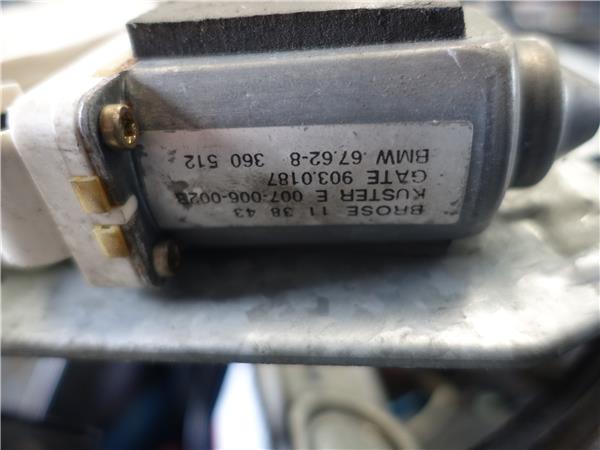 BROSE 11 38 43
KUSTER E 007-006-002B
GATE 903.0187
BMW 67.62-8 360 512